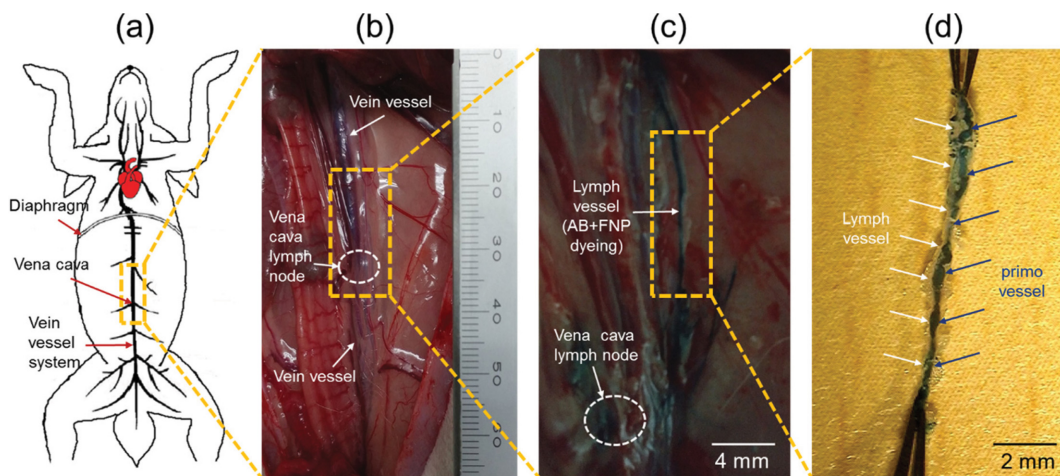 (a)
(b)
(c)
(d)
Diaphragm
Vena cava
Vein
vessel
system
Vein vessel
Vena
cava
lymph
node
Vein vessel
0
10
20
30
40
50
Lymph
vessel
(AB+FNP
dyeing)
Vena cava
lymph node
4 mm
Lymph
vessel
primo
vessel
2 mm